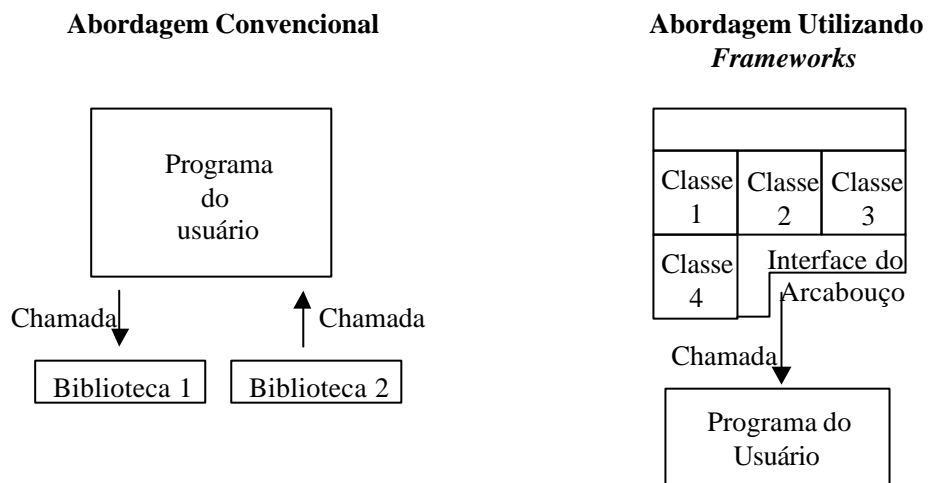 Abordagem Convencional
Programa
do
usuário
Chamada
Chamada
Biblioteca 1
Biblioteca 2
Abordagem Utilizando
Frameworks
Classe
1
Classe
2
Classe
3
Classe
4
Interface do
Arcabouço
Chamada
Programa do
Usuário